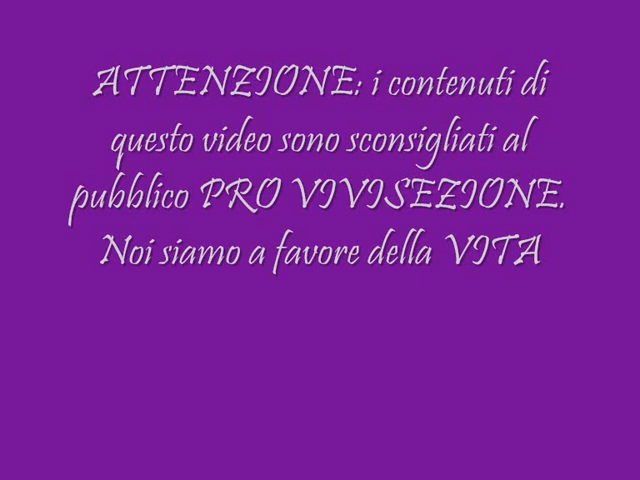 ATTENZIONE: i contenuti di
questo video sono sconsigliati al
pubblico PRO VIVISEZIONE.
Noi siamo a favore della VITA